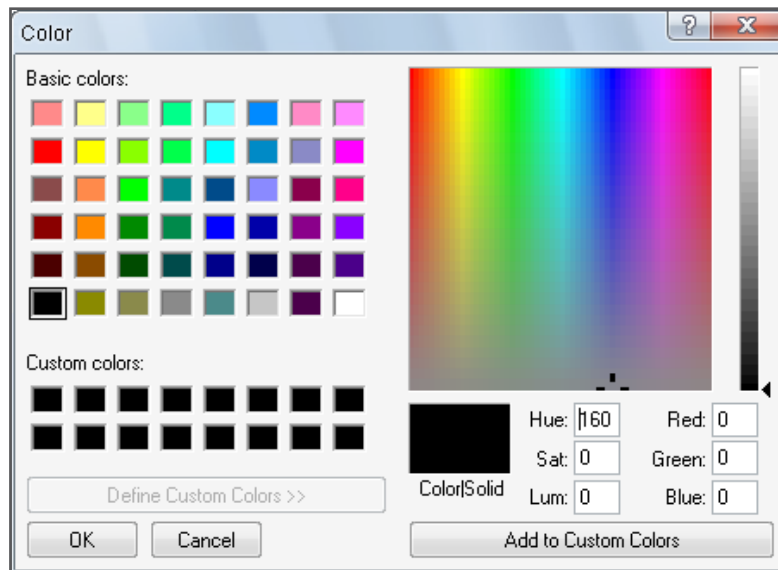 Color
Basic colors:
Custom colors:
Define Custom Colors >>
OK Cancel
Color|Solid
Hue: 160 Red: 0
Sat: 0 Green: 0
Lum: 0 Blue: 0
Add to Custom Colors